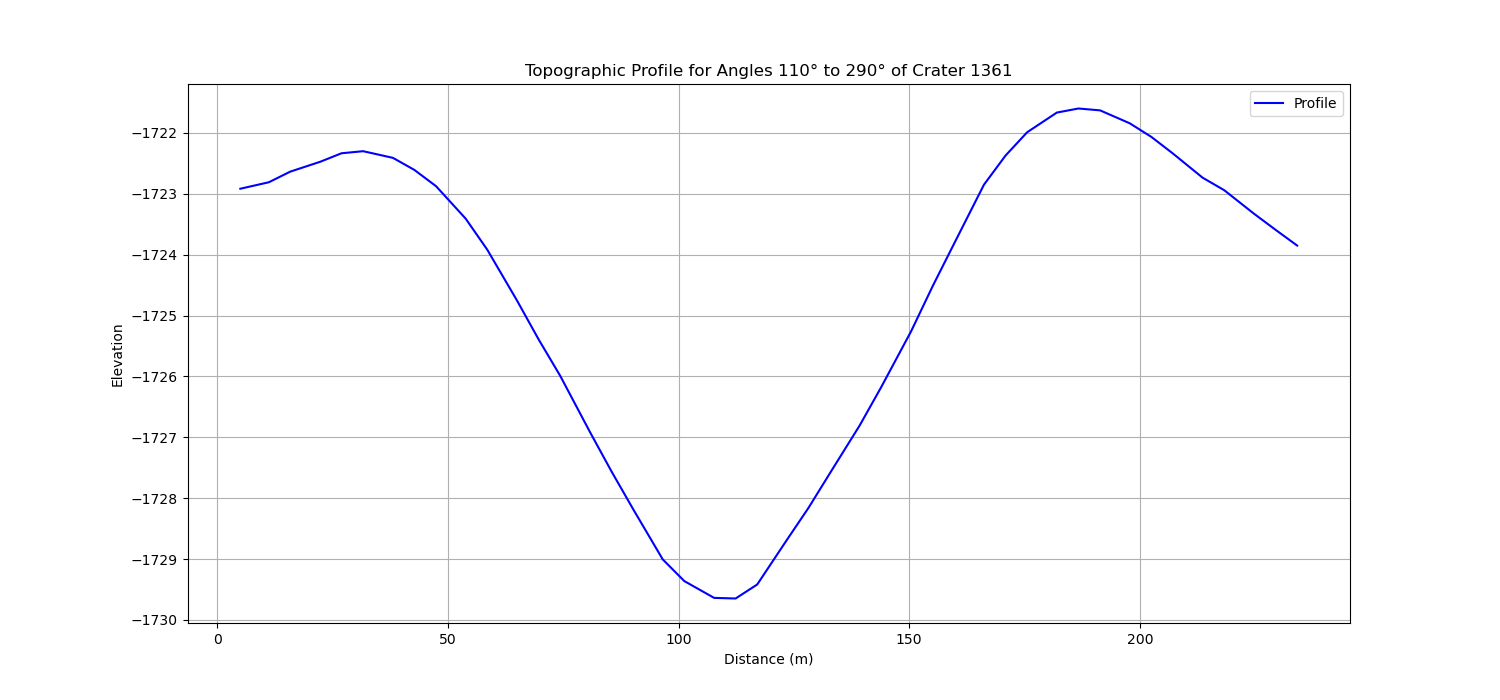 Topographic Profile for Angles 110° to 290° of Crater 1361
Profile
−1722
−1723
−1724
−1725
−1726
−1727
−1728
−1729
−1730
Elevation
0 50 100 150 200
Distance (m)